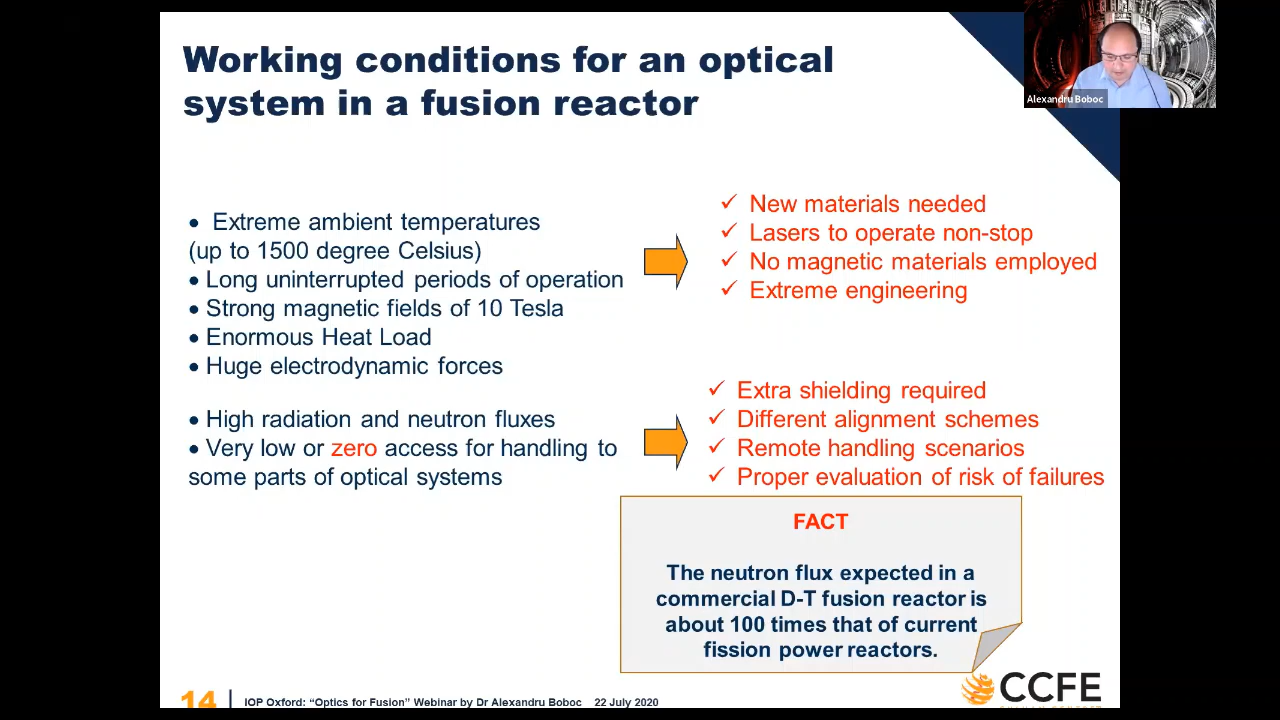 Working conditions for an optical
system in a fusion reactor
Alexandru Boboc
• Extreme ambient temperatures
(up to 1500 degree Celsius)
• Long uninterrupted periods of operation
• Strong magnetic fields of 10 Tesla
• Enormous Heat Load
• Huge electrodynamic forces
✓ New materials needed
✓ Lasers to operate non-stop
✓ No magnetic materials employed
✓ Extreme engineering
• High radiation and neutron fluxes
• Very low or zero access for handling to
some parts of optical systems
✓ Extra shielding required
✓ Different alignment schemes
✓ Remote handling scenarios
✓ Proper evaluation of risk of failures
FACT
The neutron flux expected in a
commercial D-T fusion reactor is
about 100 times that of current
fission power reactors.
14 | IOP Oxford: “Optics for Fusion” Webinar by Dr Alexandru Boboc 22 July 2020
CCFE